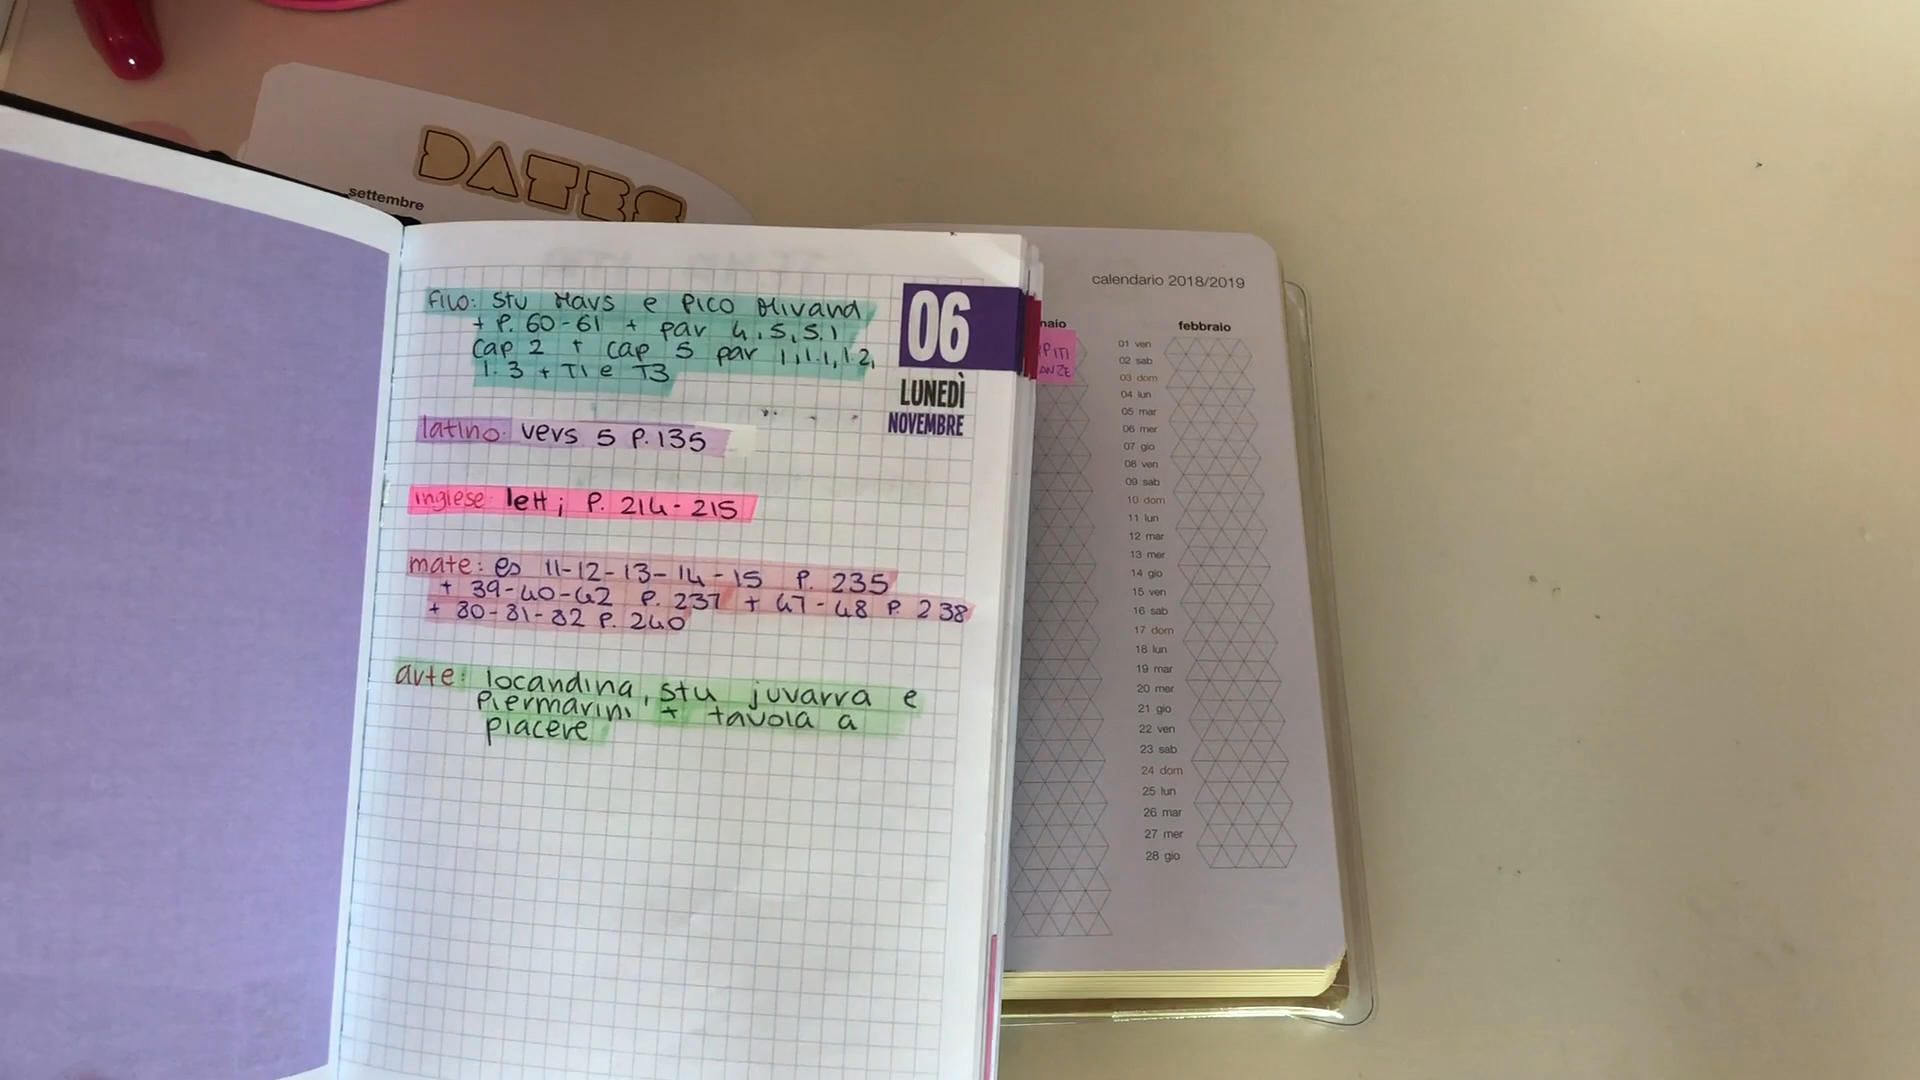 DATES
settembre
filo: stu Mavs e Pico Mirand
+ P. 60-61 + par 4, 5, 5.1
Cap 2 + cap 5 par 1, 1.1, 1.2,
1.3 + T1 e T3
06
LUNEDÌ
NOVEMBRE
latino: vers 5 P. 135
inglese: lett; P. 214-215
mate: es 11-12-13-14-15 P. 235
+ 39-40-42 P. 237 + 47-48 P. 238
+ 80-81-82 P. 240
arte: locandina, stu juvarra e
Piermarini + tavola a
piacere
calendario 2018/2019
naio
febbraio
01 ven
02 sab
03 dom
04 lun
05 mar
06 mer
07 gio
08 ven
09 sab
10 dom
11 lun
12 mar
13 mer
14 gio
15 ven
16 sab
17 dom
18 lun
19 mar
20 mer
21 gio
22 ven
23 sab
24 dom
25 lun
26 mar
27 mer
28 gio